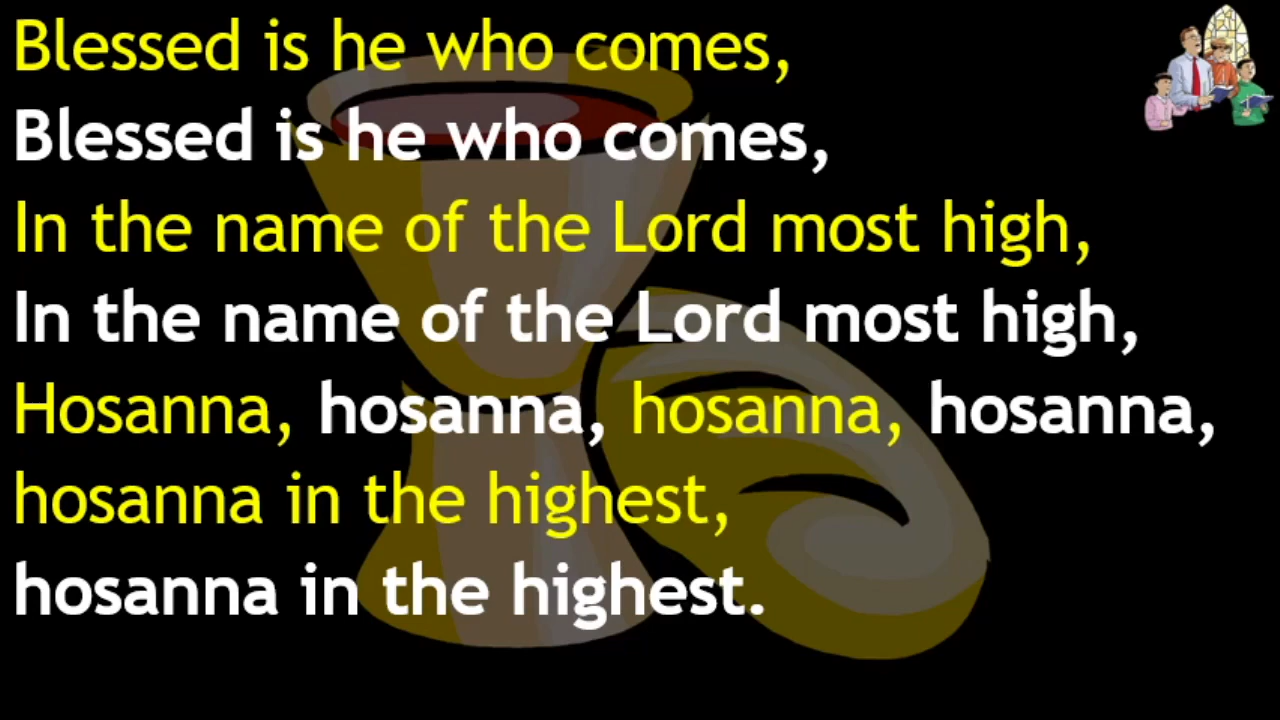 Blessed is he who comes,
Blessed is he who comes,
In the name of the Lord most high,
In the name of the Lord most high,
Hosanna, hosanna, hosanna, hosanna,
hosanna in the highest,
hosanna in the highest.